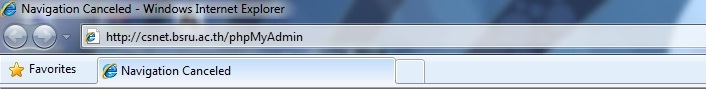 Navigation Canceled - Windows Internet Explorer
http://csnet.bsru.ac.th/phpMyAdmin
Favorites
Navigation Canceled